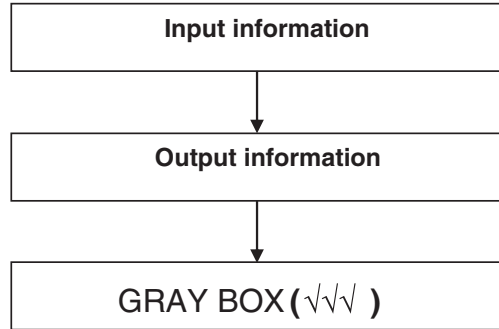 Input information
Output information
GRAY BOX (√√√ )